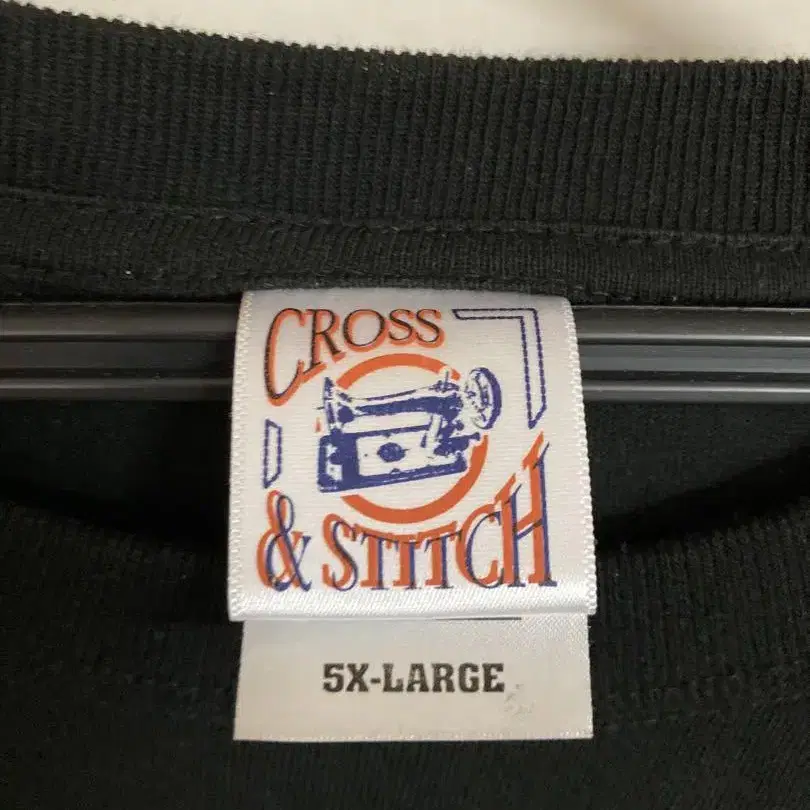 CROSS
& STITCH
5X-LARGE